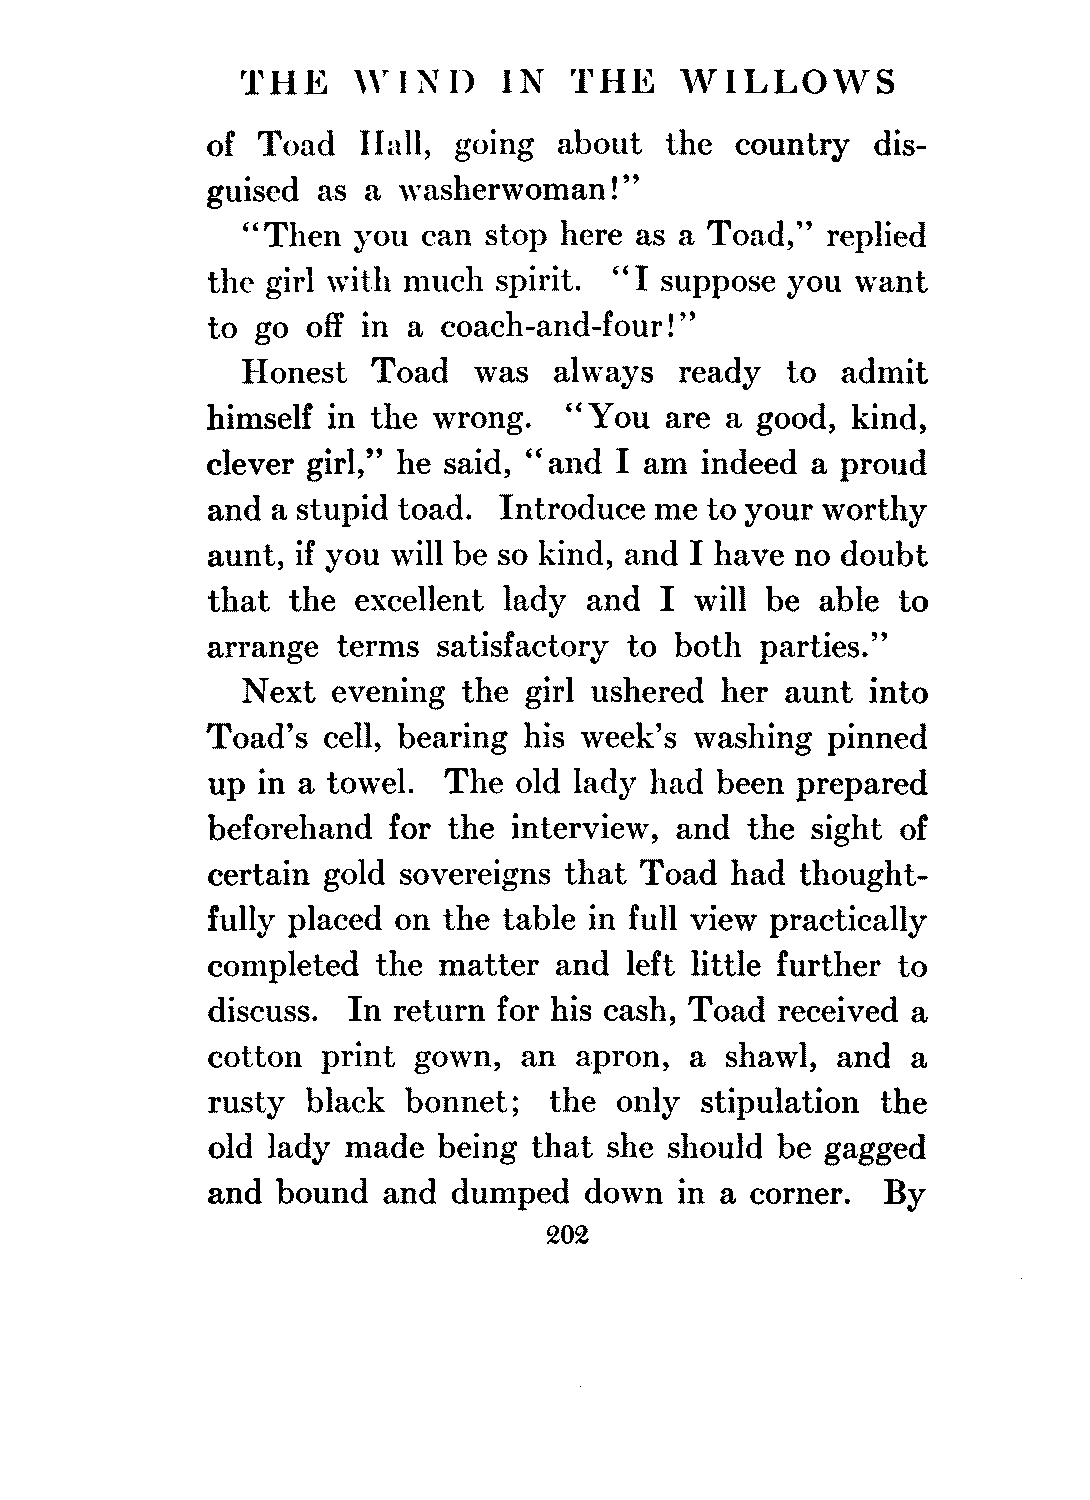 THE WIND IN THE WILLOWS
of Toad Hall, going about the country dis-
guised as a washerwoman!"
"Then you can stop here as a Toad," replied
the girl with much spirit. "I suppose you want
to go off in a coach-and-four!"
Honest Toad was always ready to admit
himself in the wrong. "You are a good, kind,
clever girl," he said, "and I am indeed a proud
and a stupid toad. Introduce me to your worthy
aunt, if you will be so kind, and I have no doubt
that the excellent lady and I will be able to
arrange terms satisfactory to both parties."
Next evening the girl ushered her aunt into
Toad's cell, bearing his week's washing pinned
up in a towel. The old lady had been prepared
beforehand for the interview, and the sight of
certain gold sovereigns that Toad had thought-
fully placed on the table in full view practically
completed the matter and left little further to
discuss. In return for his cash, Toad received a
cotton print gown, an apron, a shawl, and a
rusty black bonnet; the only stipulation the
old lady made being that she should be gagged
and bound and dumped down in a corner. By
202